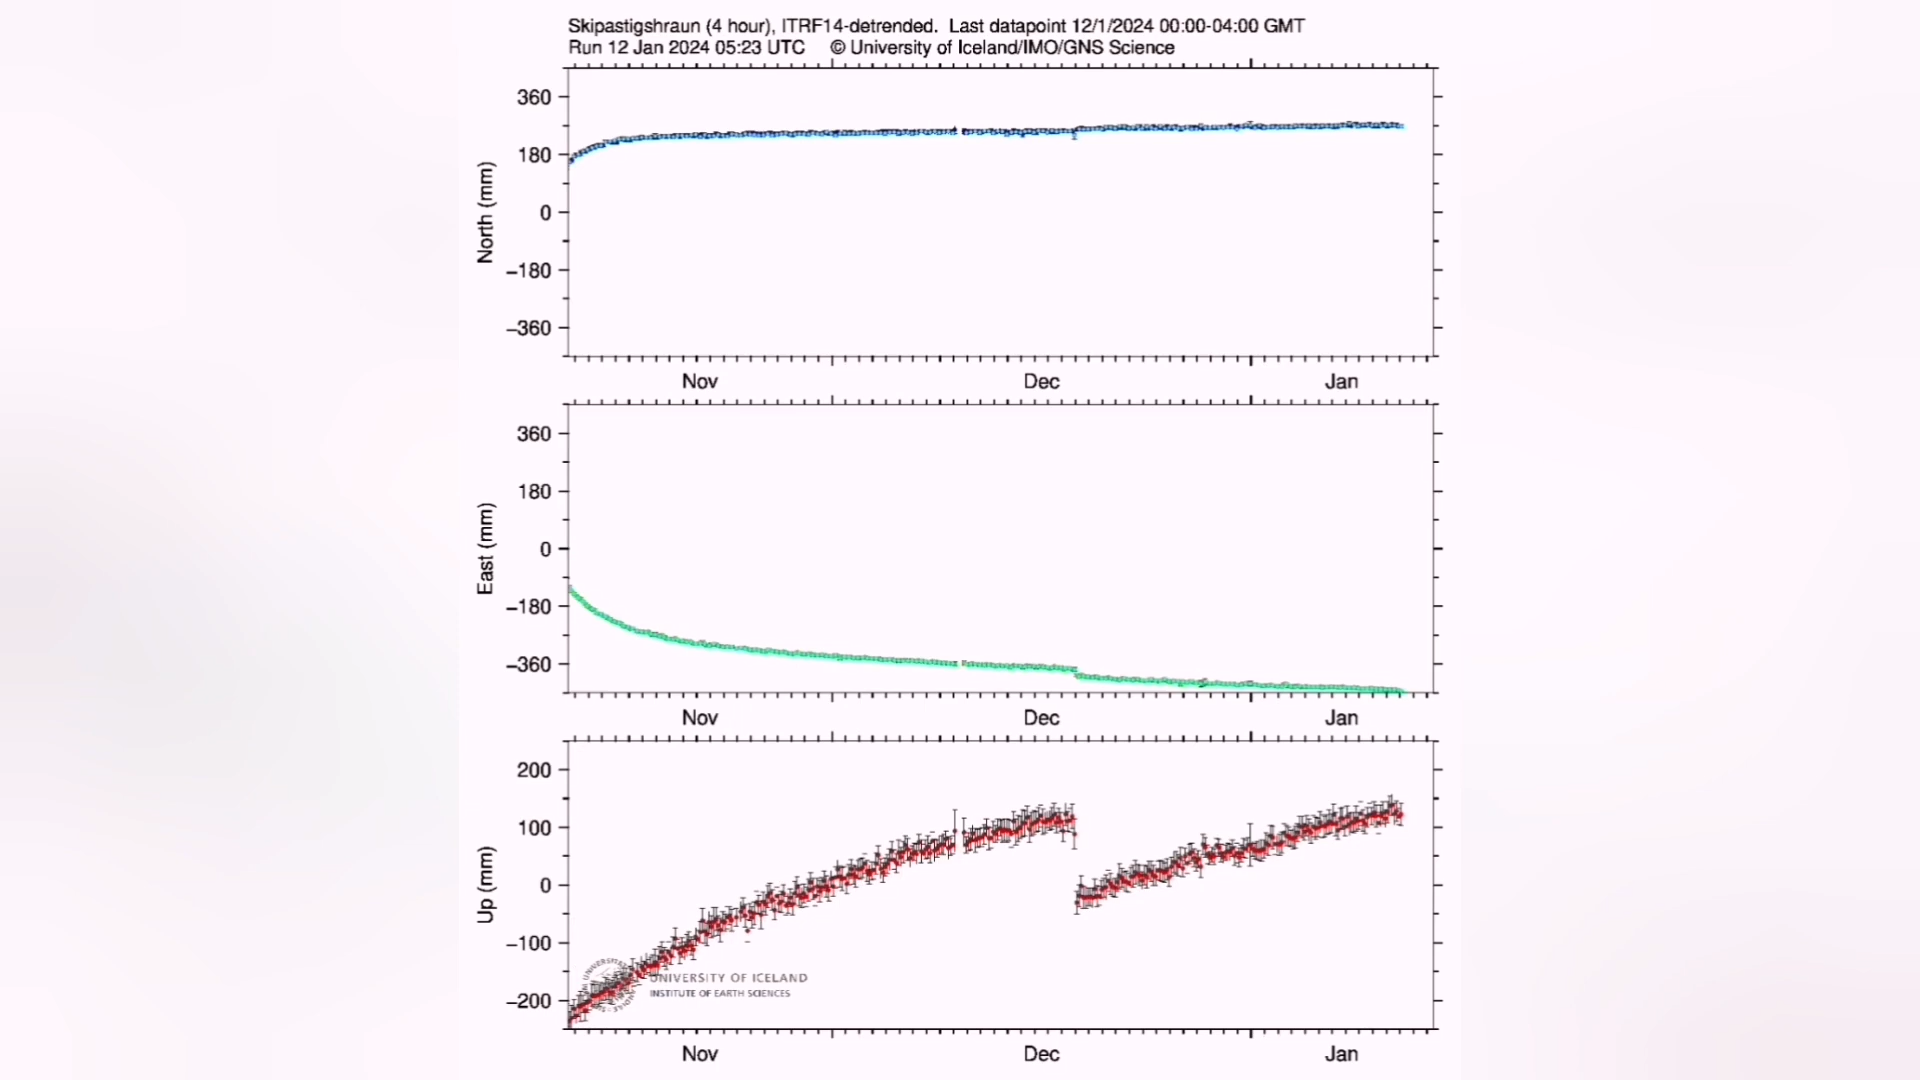 Skipastigshraun (4 hour), ITRF14-detrended. Last datapoint 12/1/2024 00:00-04:00 GMT
Run 12 Jan 2024 05:23 UTC © University of Iceland/IMO/GNS Science
360
180
0
−180
−360
North (mm)
Nov Dec Jan
360
180
0
−180
−360
East (mm)
Nov Dec Jan
200
100
0
−100
−200
Up (mm)
UNIVERSITY OF ICELAND
INSTITUTE OF EARTH SCIENCES
Nov Dec Jan